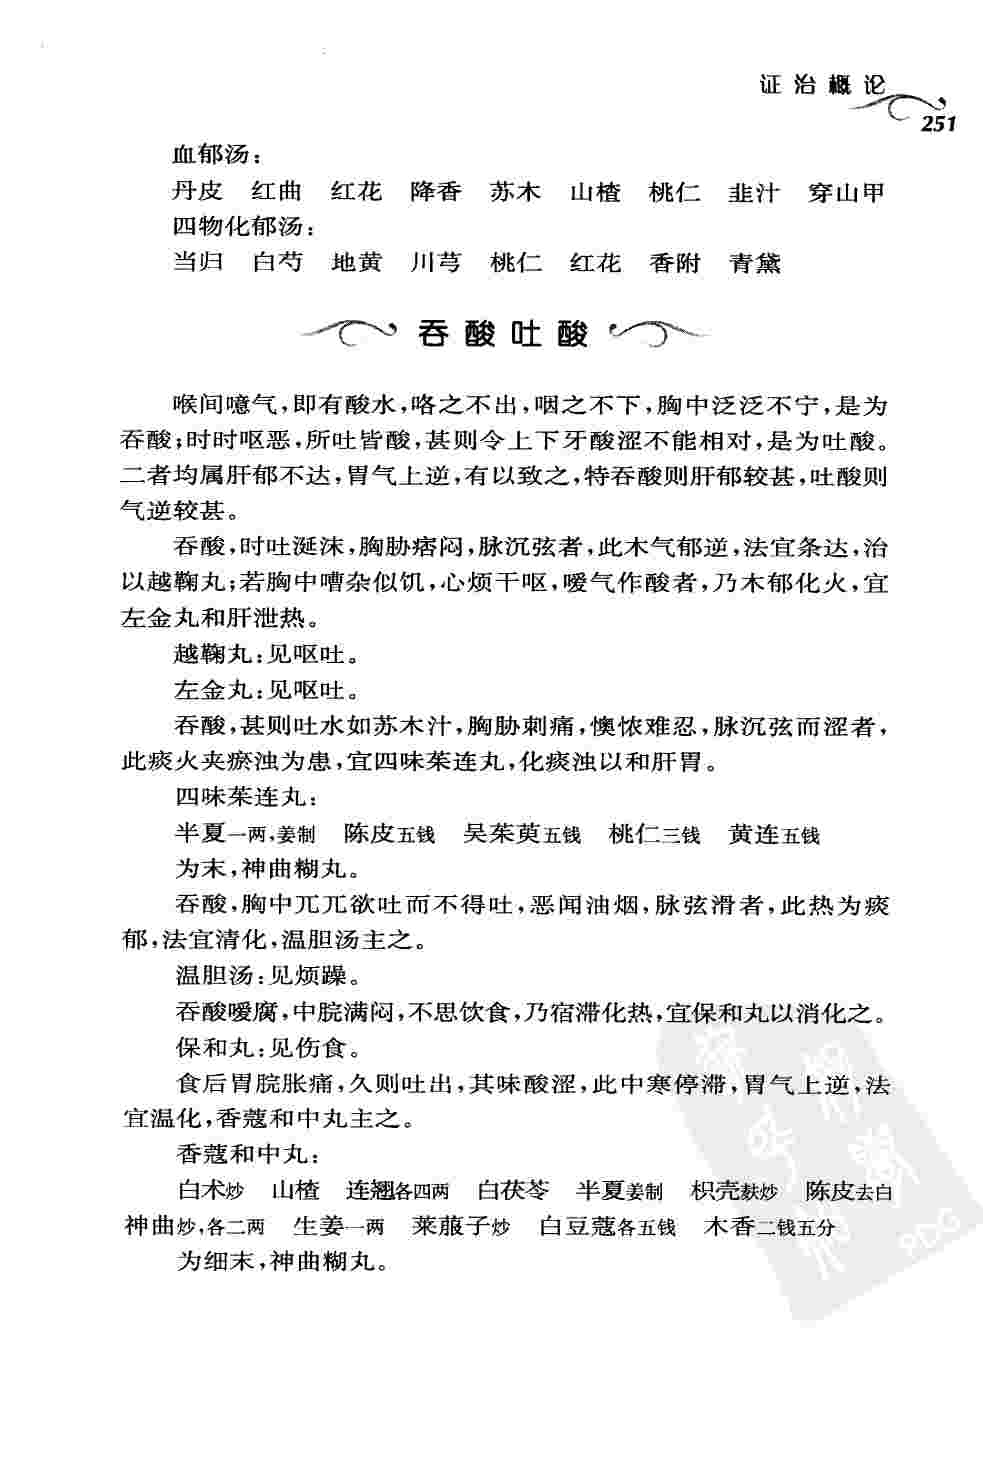 证治概论
251
血郁汤：
丹皮　红曲　红花　降香　苏木　山楂　桃仁　韭汁　穿山甲
四物化郁汤：
当归　白芍　地黄　川芎　桃仁　红花　香附　青黛
吞酸吐酸
喉间噫气，即有酸水，咯之不出，咽之不下，胸中泛泛不宁，是为
吞酸；时时呕恶，所吐皆酸，甚则令上下牙酸涩不能相对，是为吐酸。
二者均属肝郁不达，胃气上逆，有以致之，特吞酸则肝郁较甚，吐酸则
气逆较甚。
吞酸，时吐涎沫，胸胁痞闷，脉沉弦者，此木气郁逆，法宜条达，治
以越鞠丸；若胸中嘈杂似饥，心烦干呕，嗳气作酸者，乃木郁化火，宜
左金丸和肝泄热。
越鞠丸：见呕吐。
左金丸：见呕吐。
吞酸，甚则吐水如苏木汁，胸胁刺痛，懊侬难忍，脉沉弦而涩者，
此痰火夹瘀浊为患，宜四味茱连丸，化痰浊以和肝胃。
四味茱连丸：
半夏一两，姜制　陈皮五钱　吴茱萸五钱　桃仁三钱　黄连五钱
为末，神曲糊丸。
吞酸，胸中兀兀欲吐而不得吐，恶闻油烟，脉弦滑者，此热为痰
郁，法宜清化，温胆汤主之。
温胆汤：见烦躁。
吞酸嗳腐，中脘满闷，不思饮食，乃宿滞化热，宜保和丸以消化之。
保和丸：见伤食。
食后胃脘胀痛，久则吐出，其味酸涩，此中寒停滞，胃气上逆，法
宜温化，香蔻和中丸主之。
香蔻和中丸：
白术炒　山楂　连翘各四两　白茯苓　半夏姜制　枳壳麸炒　陈皮去白
神曲炒，各二两　生姜一两　莱菔子炒　白豆蔻各五钱　木香二钱五分
为细末，神曲糊丸。
PDG